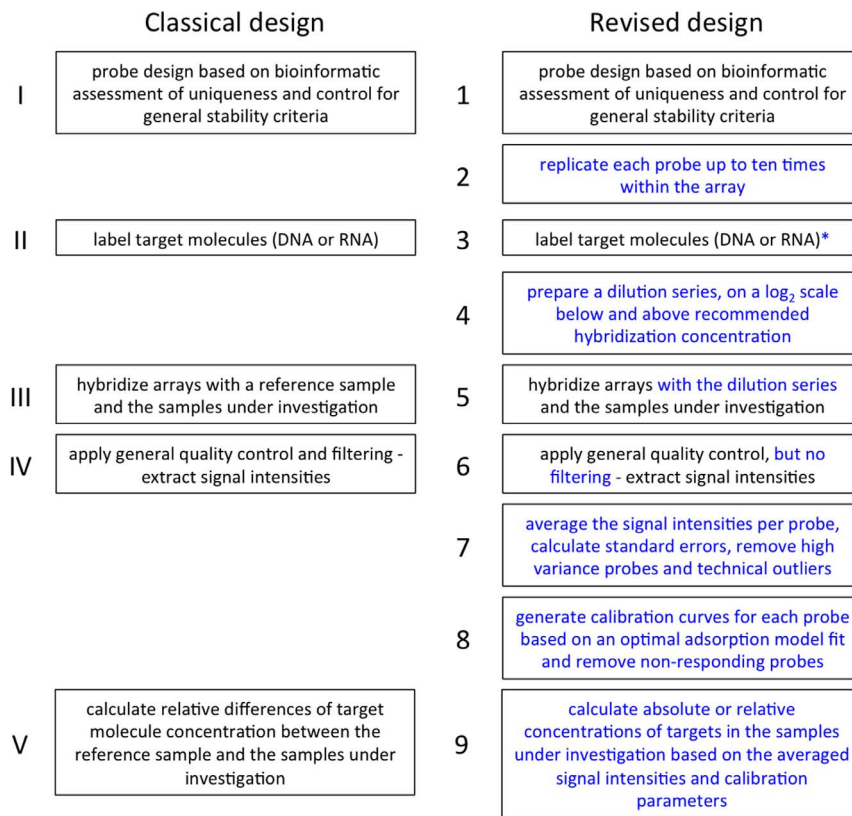 Classical design
Revised design
I
probe design based on bioinformatic
assessment of uniqueness and control for
general stability criteria
1
probe design based on bioinformatic
assessment of uniqueness and control for
general stability criteria
2
replicate each probe up to ten times
within the array
II
label target molecules (DNA or RNA)
3
label target molecules (DNA or RNA)*
4
prepare a dilution series, on a log₂ scale
below and above recommended
hybridization concentration
III
hybridize arrays with a reference sample
and the samples under investigation
5
hybridize arrays with the dilution series
and the samples under investigation
IV
apply general quality control and filtering -
extract signal intensities
6
apply general quality control, but no
filtering - extract signal intensities
7
average the signal intensities per probe,
calculate standard errors, remove high
variance probes and technical outliers
8
generate calibration curves for each probe
based on an optimal adsorption model fit
and remove non-responding probes
V
calculate relative differences of target
molecule concentration between the
reference sample and the samples under
investigation
9
calculate absolute or relative
concentrations of targets in the samples
under investigation based on the averaged
signal intensities and calibration
parameters